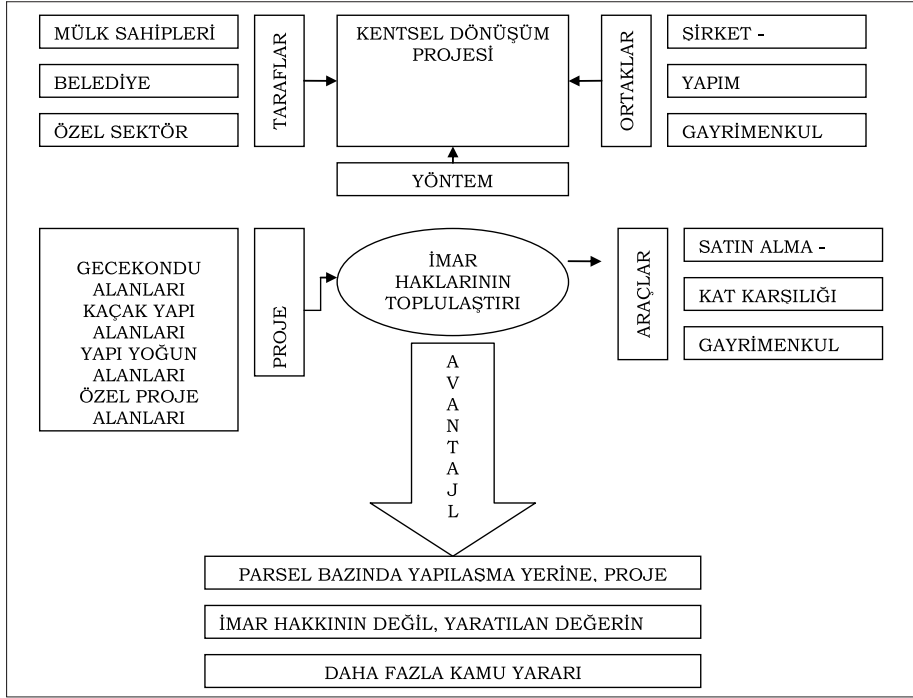 MÜLK SAHİPLERİ
BELEDİYE
ÖZEL SEKTÖR
TARAFLAR
KENTSEL DÖNÜŞÜM
PROJESİ
ORTAKLAR
ŞİRKET -
YAPIM
GAYRİMENKUL
YÖNTEM
GECEKONDU
ALANLARI
KAÇAK YAPI
ALANLARI
YAPI YOĞUN
ALANLARI
ÖZEL PROJE
ALANLARI
PROJE
İMAR
HAKLARININ
TOPLULAŞTIRI
ARAÇLAR
SATIN ALMA -
KAT KARŞILIĞI
GAYRİMENKUL
AVANTAJL
PARSEL BAZINDA YAPILAŞMA YERİNE, PROJE
İMAR HAKKININ DEĞİL, YARATILAN DEĞERİN
DAHA FAZLA KAMU YARARI